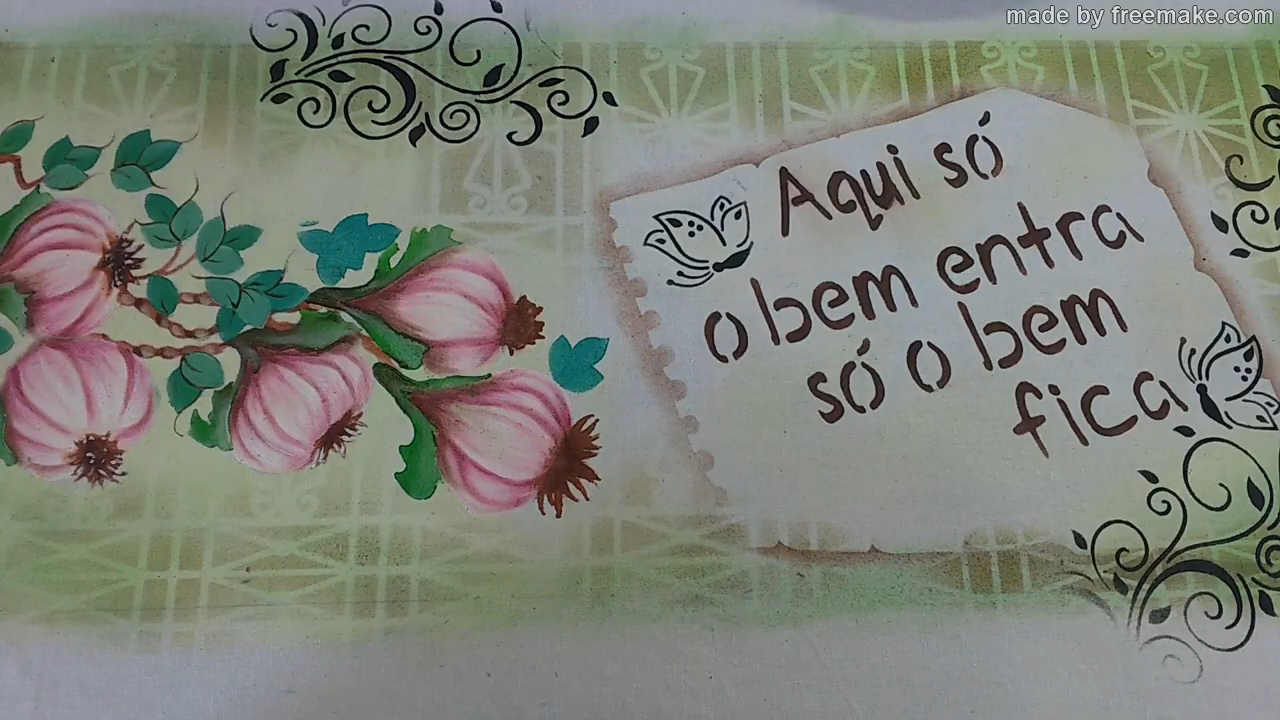 made by freemake.com
Aqui só
o bem entra
só o bem
fica